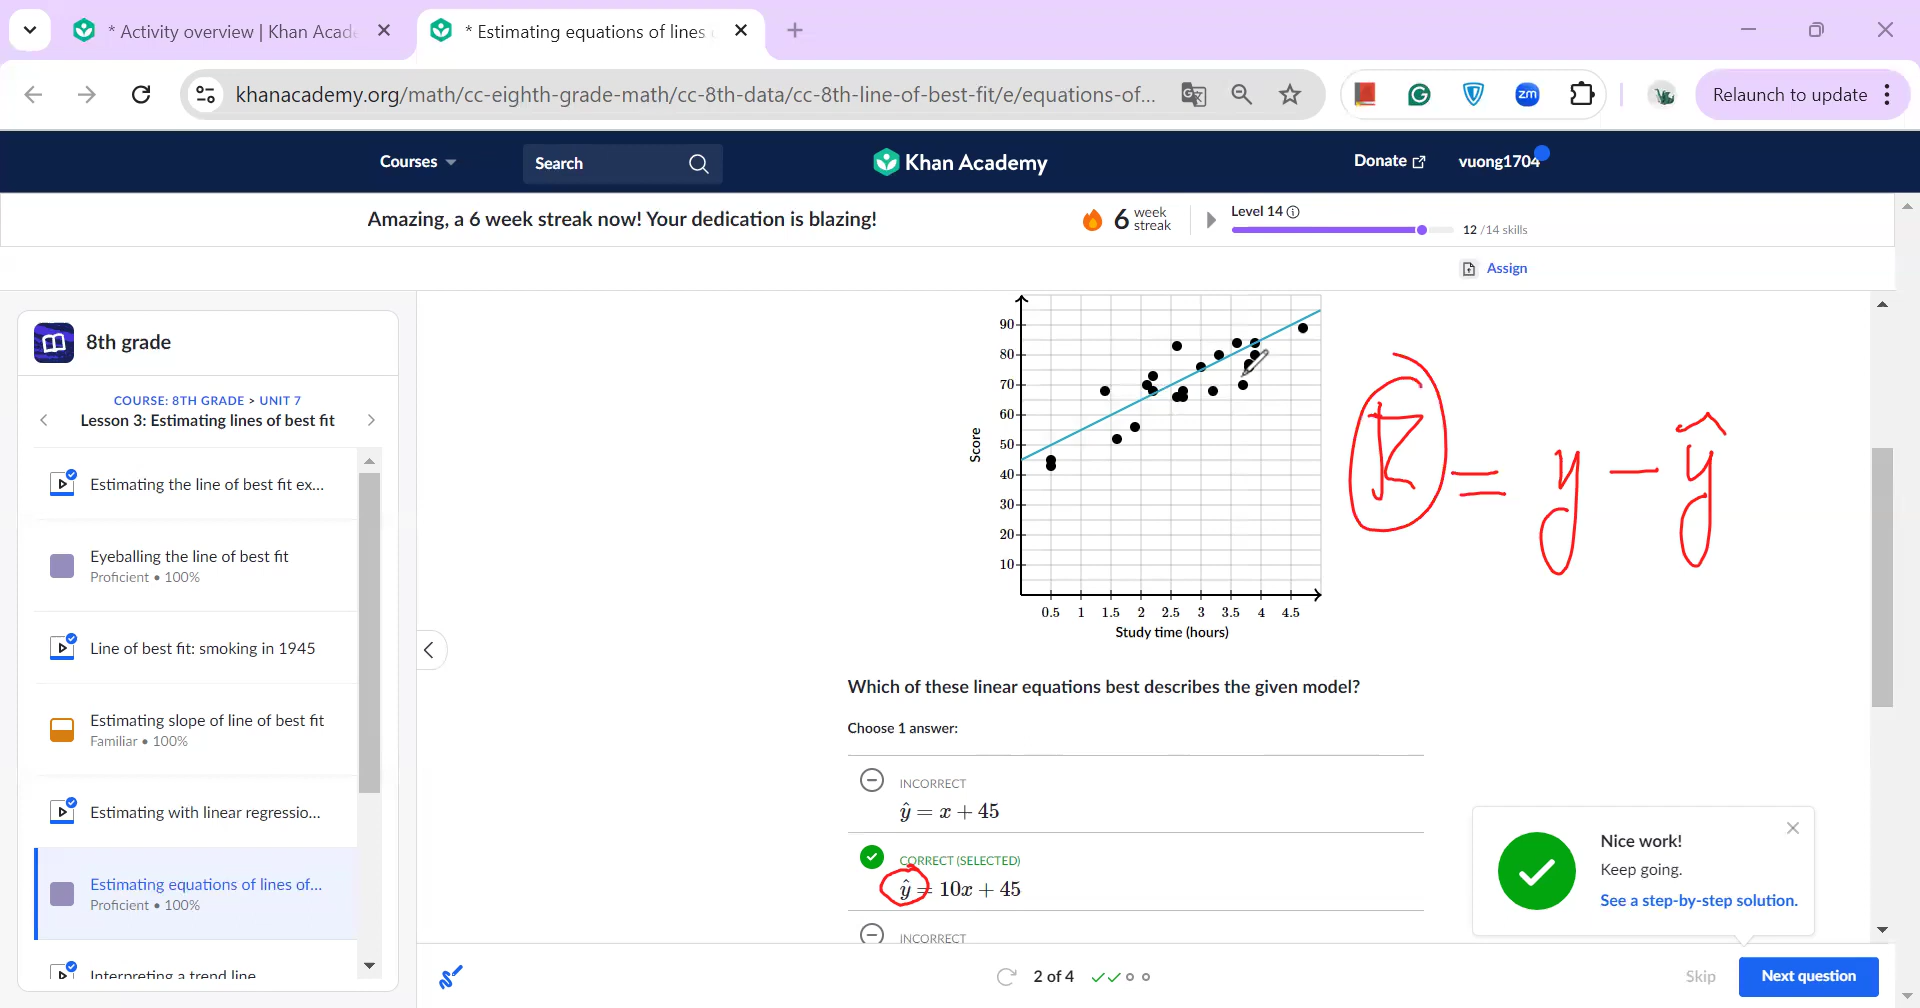 * Activity overview | Khan Acade
* Estimating equations of lines
khanacademy.org/math/cc-eighth-grade-math/cc-8th-data/cc-8th-line-of-best-fit/e/equations-of...
zm
Relaunch to update
Courses
Search
Khan Academy
Donate
vuong1704
Amazing, a 6 week streak now! Your dedication is blazing!
6 week streak
Level 14
12 /14 skills
Assign
8th grade
COURSE: 8TH GRADE > UNIT 7
Lesson 3: Estimating lines of best fit
Estimating the line of best fit ex...
Eyeballing the line of best fit
Proficient • 100%
Line of best fit: smoking in 1945
Estimating slope of line of best fit
Familiar • 100%
Estimating with linear regressio...
Estimating equations of lines of...
Proficient • 100%
Interpreting a trend line
90
80
70
60
50
40
30
20
10
Score
0.5 1 1.5 2 2.5 3 3.5 4 4.5
Study time (hours)
R = y - ŷ
Which of these linear equations best describes the given model?
Choose 1 answer:
INCORRECT
ŷ = x + 45
CORRECT (SELECTED)
ŷ = 10x + 45
INCORRECT
Nice work!
Keep going.
See a step-by-step solution.
2 of 4
Skip
Next question